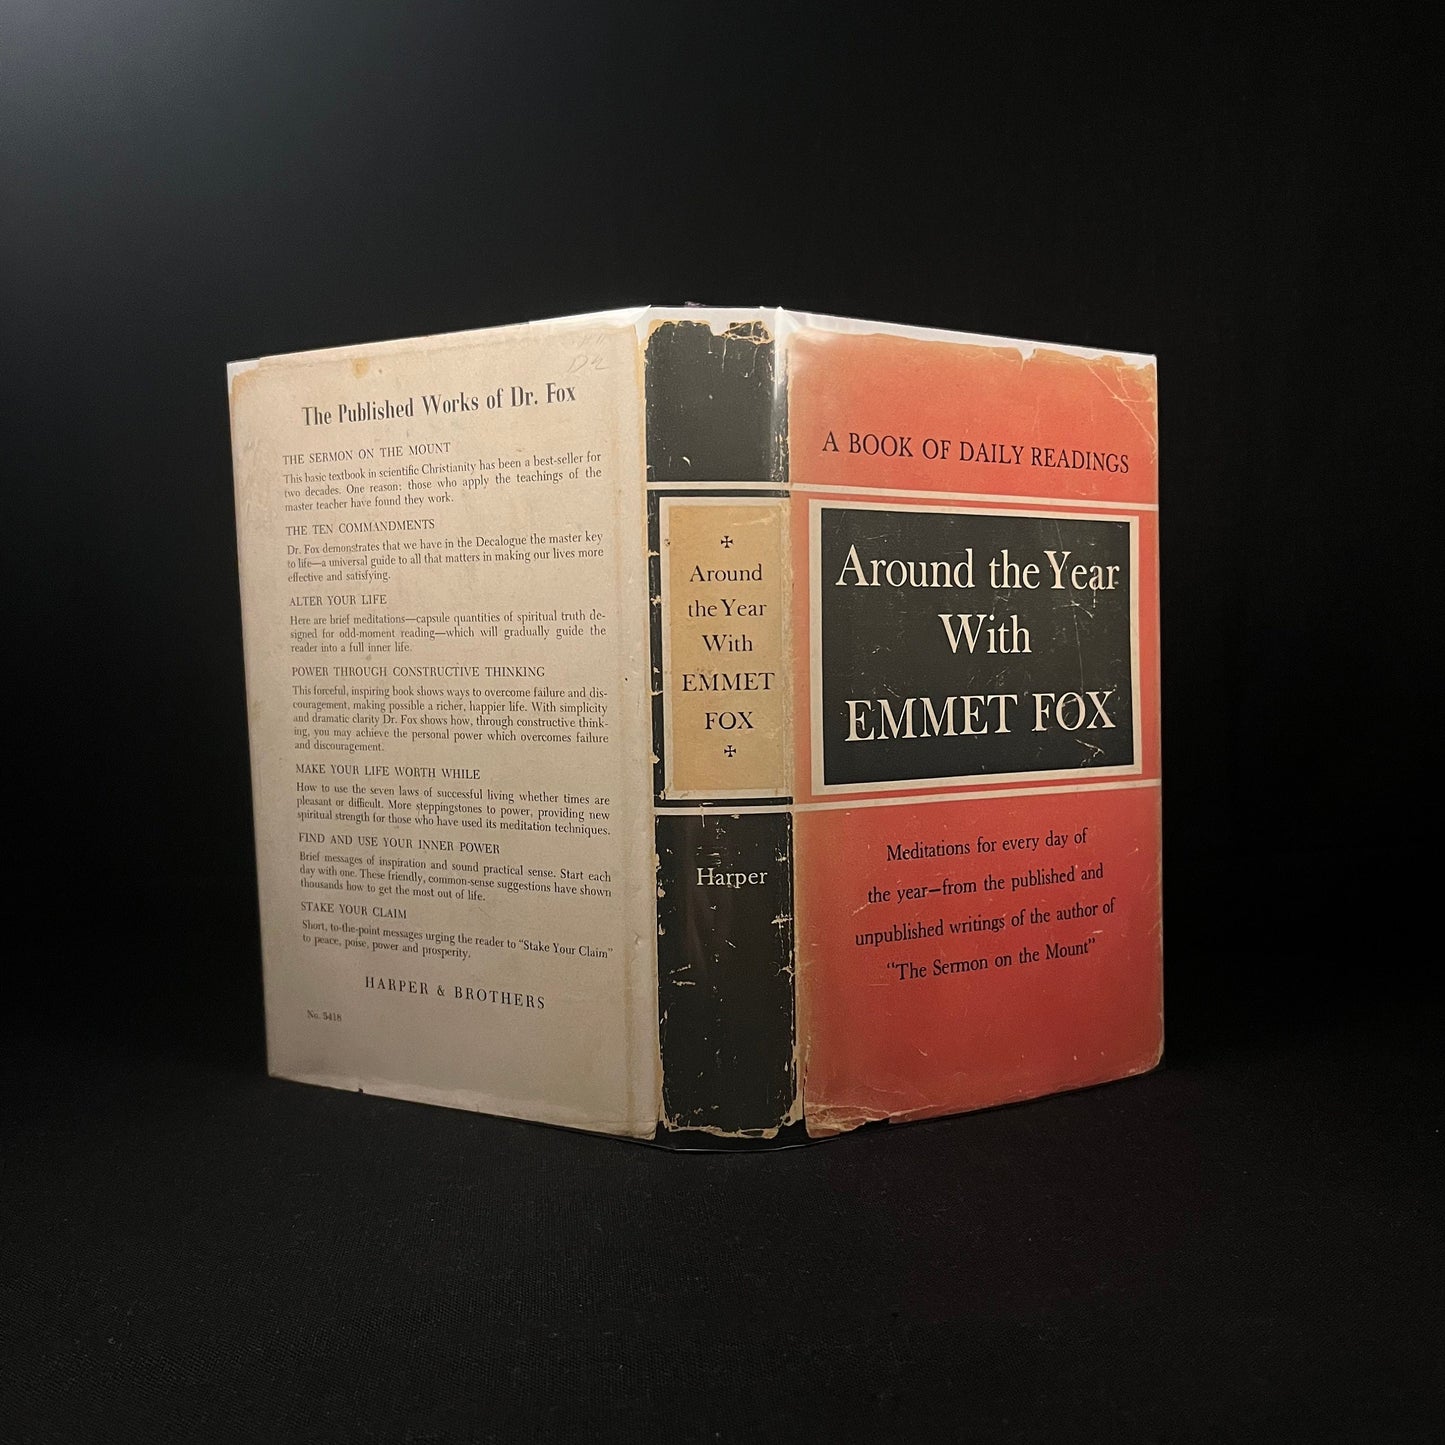 The Published Works of Dr. Fox
THE SERMON ON THE MOUNT
This basic textbook in scientific Christianity has been a best-seller for
two decades. One reason: those who apply the teachings of the
master teacher have found they work.
THE TEN COMMANDMENTS
Dr. Fox demonstrates that we have in the Decalogue the master key
to life—a universal guide to all that matters in making our lives more
effective and satisfying.
ALTER YOUR LIFE
Here are brief meditations—capsule quantities of spiritual truth de-
signed for odd-moment reading—which will gradually guide the
reader into a full inner life.
POWER THROUGH CONSTRUCTIVE THINKING
This forceful, inspiring book shows ways to overcome failure and dis-
couragement, making possible a richer, happier life. With simplicity
and dramatic clarity Dr. Fox shows how, through constructive think-
ing, you may achieve the personal power which overcomes failure
and discouragement.
MAKE YOUR LIFE WORTH WHILE
How to use the seven laws of successful living whether times are
pleasant or difficult. More steppingstones to power, providing new
spiritual strength for those who have used its meditation techniques.
FIND AND USE YOUR INNER POWER
Brief messages of inspiration and sound practical sense. Start each
day with one. These friendly, common-sense suggestions have shown
thousands how to get the most out of life.
STAKE YOUR CLAIM
Short, to-the-point messages urging the reader to "Stake Your Claim"
to peace, poise, power and prosperity.
HARPER & BROTHERS
No. 5418
Around
the Year
With
EMMET
FOX
Harper
A BOOK OF DAILY READINGS
Around the Year
With
EMMET FOX
Meditations for every day of
the year—from the published and
unpublished writings of the author of
"The Sermon on the Mount"